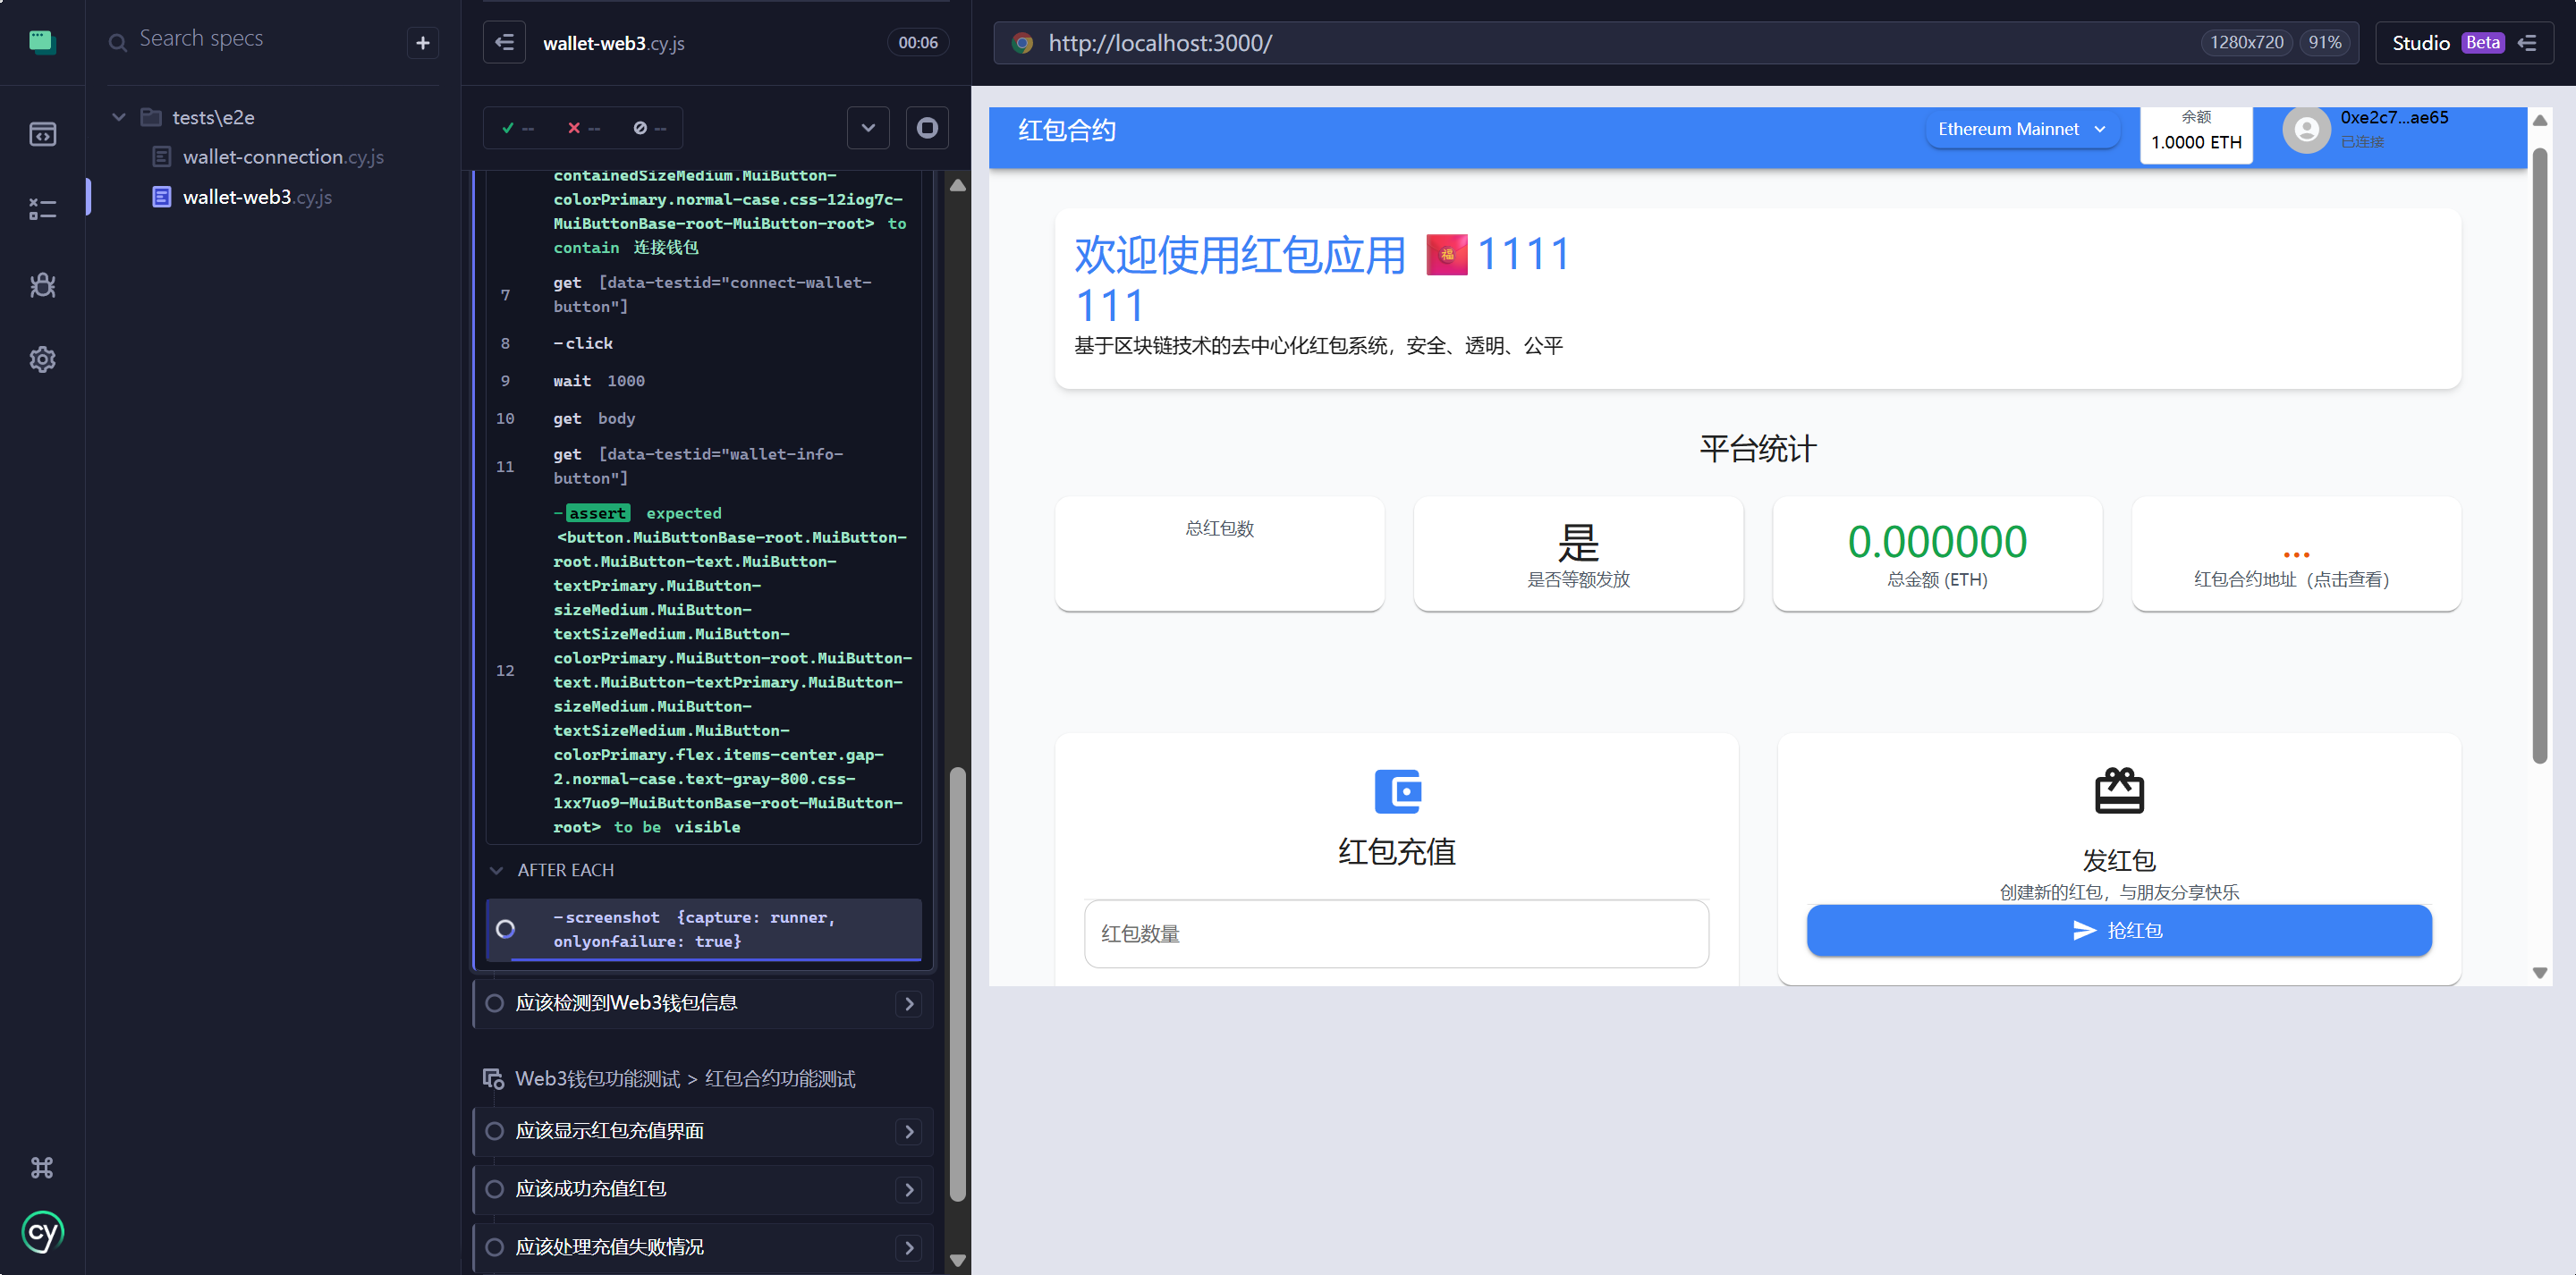 Search specs
+
tests\e2e
wallet-connection.cy.js
wallet-web3.cy.js
cy
wallet-web3.cy.js
00:06
--
--
--
containedSizeMedium.MuiButton-
colorPrimary.normal-case.css-12iog7c-
MuiButtonBase-root-MuiButton-root> to
contain 连接钱包
7 get [data-testid="connect-wallet-
button"]
8 -click
9 wait 1000
10 get body
11 get [data-testid="wallet-info-
button"]
-assert expected
<button.MuiButtonBase-root.MuiButton-
root.MuiButton-text.MuiButton-
textPrimary.MuiButton-
sizeMedium.MuiButton-
textSizeMedium.MuiButton-
colorPrimary.MuiButton-root.MuiButton-
12 text.MuiButton-textPrimary.MuiButton-
sizeMedium.MuiButton-
textSizeMedium.MuiButton-
colorPrimary.flex.items-center.gap-
2.normal-case.text-gray-800.css-
1xx7uo9-MuiButtonBase-root-MuiButton-
root> to be visible
AFTER EACH
-screenshot {capture: runner,
onlyonfailure: true}
应该检测到Web3钱包信息
Web3钱包功能测试 > 红包合约功能测试
应该显示红包充值界面
应该成功充值红包
应该处理充值失败情况
http://localhost:3000/
1280x720
91%
Studio Beta
红包合约
Ethereum Mainnet
余额
1.0000 ETH
0xe2c7...ae65
已连接
欢迎使用红包应用 福 1111
111
基于区块链技术的去中心化红包系统，安全、透明、公平
平台统计
总红包数
是
是否等额发放
0.000000
总金额 (ETH)
...
红包合约地址（点击查看）
红包充值
红包数量
发红包
创建新的红包，与朋友分享快乐
抢红包